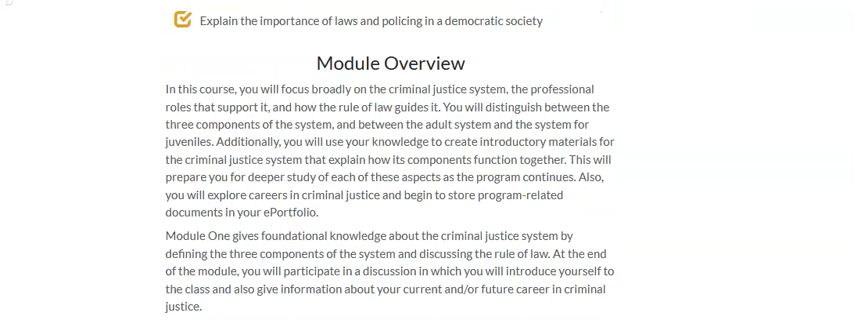 Explain the importance of laws and policing in a democratic society
Module Overview
In this course, you will focus broadly on the criminal justice system, the professional
roles that support it, and how the rule of law guides it. You will distinguish between the
three components of the system, and between the adult system and the system for
juveniles. Additionally, you will use your knowledge to create introductory materials for
the criminal justice system that explain how its components function together. This will
prepare you for deeper study of each of these aspects as the program continues. Also,
you will explore careers in criminal justice and begin to store program-related
documents in your ePortfolio.
Module One gives foundational knowledge about the criminal justice system by
defining the three components of the system and discussing the rule of law. At the end
of the module, you will participate in a discussion in which you will introduce yourself to
the class and also give information about your current and/or future career in criminal
justice.